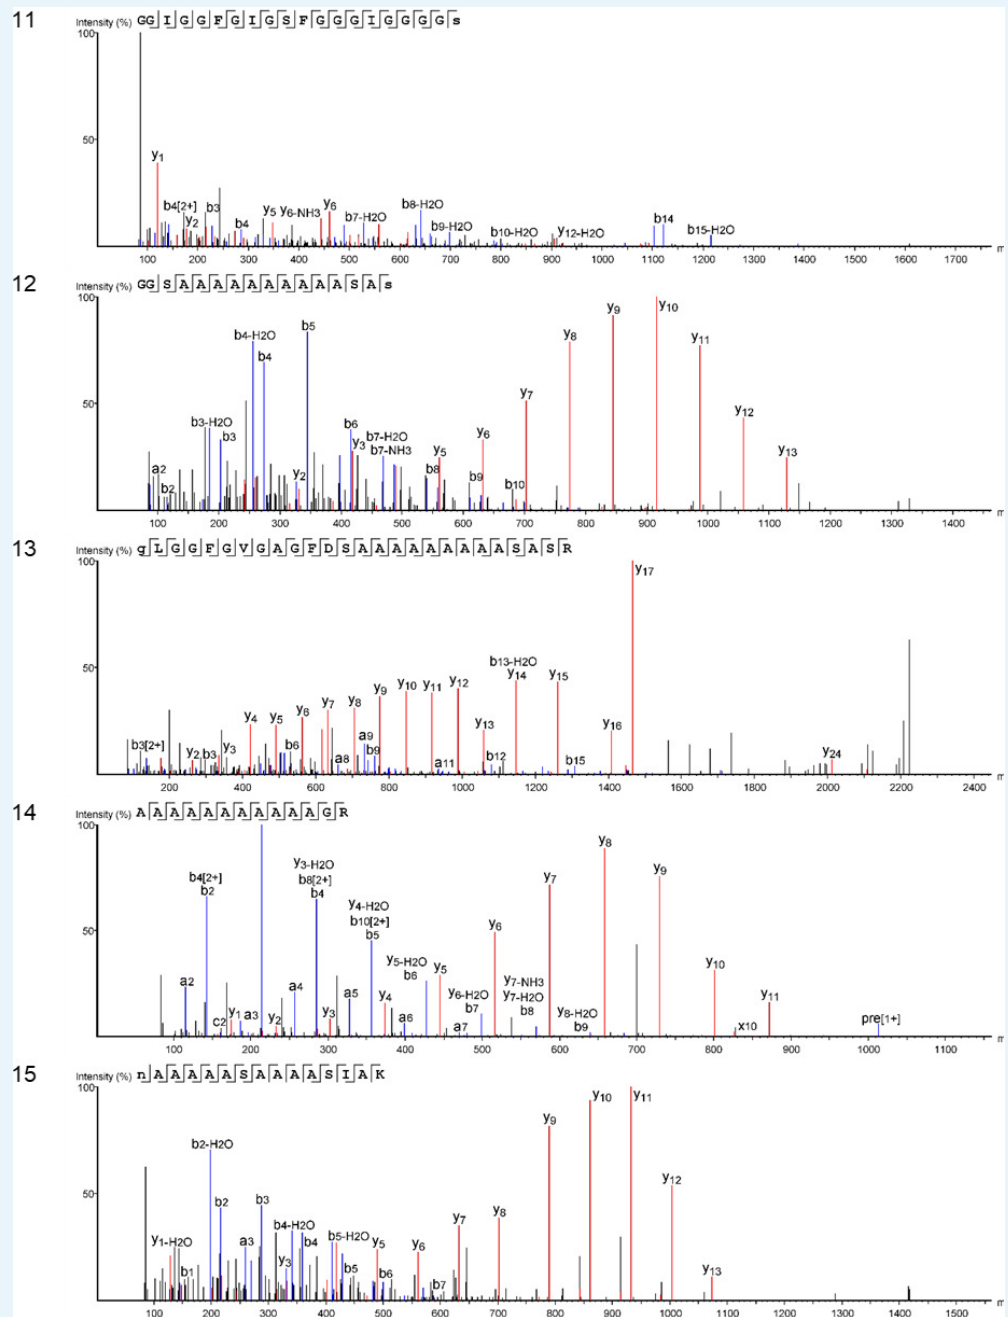 11
Intensity (%) GGIGGFGIGSFGGGIGGGGs
100
50
y1
b4[2+]
y2
b3
b4
y5
y6-NH3
y6
b7-H2O
b8-H2O
b9-H2O
b10-H2O
y12-H2O
b14
b15-H2O
100 200 300 400 500 600 700 800 900 1000 1100 1200 1300 1400 1500 1600 1700 m
12
Intensity (%) GGSAAAAAAAAAAASAs
100
50
a2
b2
b3-H2O
b3
b4-H2O
b4
b5
y2
b6
y3
b7-H2O
b7-NH3
b8
y5
b9
y6
b10
y7
y8
y9
y10
y11
y12
y13
100 200 300 400 500 600 700 800 900 1000 1100 1200 1300 1400 m
13
Intensity (%) gLGGFGVGAGFDSAAAAAAAAASASR
100
50
b3[2+]
y2
b3
y3
y4
y5
b6
y6
y7
a8
y8
a9
b9
y9
y10
y11
a11
y12
y13
b12
b13-H2O
y14
y15
b15
y16
y17
y24
200 400 600 800 1000 1200 1400 1600 1800 2000 2200 2400 m
14
Intensity (%) AAAAAAAAAAAGR
100
50
a2
b4[2+]
b2
c2
y1
a3
y2
a4
y3-H2O
b8[2+]
b4
y3
a5
y4-H2O
b10[2+]
b5
y4
a6
y5-H2O
b6
y5
a7
y6-H2O
b7
y6
y7-NH3
y7-H2O
b8
y7
y8-H2O
b9
y8
y9
y10
x10
y11
pre[1+]
100 200 300 400 500 600 700 800 900 1000 1100 m
15
Intensity (%) nAAAAASAAAASIAK
100
50
y1-H2O
b1
b2-H2O
b2
a3
b3
y3
b4-H2O
b4
b5-H2O
b5
y5
b6
y6
b7
y7
y8
y9
y10
y11
y12
y13
100 200 300 400 500 600 700 800 900 1000 1100 1200 1300 1400 1500 m